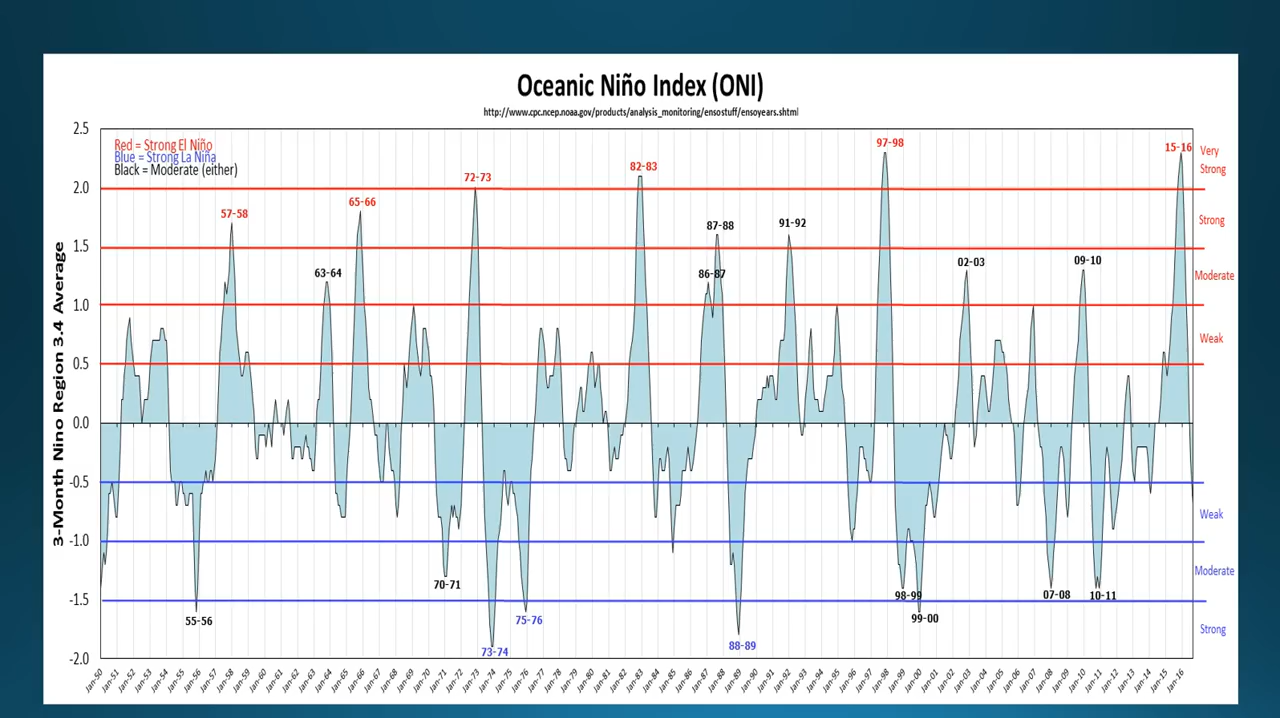 Oceanic Niño Index (ONI)
http://www.cpc.ncep.noaa.gov/products/analysis_monitoring/ensostuff/ensoyears.shtml
Red = Strong El Niño
Blue = Strong La Niña
Black = Moderate (either)
3-Month Nino Region 3.4 Average
2.5
2.0
1.5
1.0
0.5
0.0
-0.5
-1.0
-1.5
-2.0
97-98
15-16
82-83
72-73
65-66
57-58
87-88
91-92
63-64
86-87
02-03
09-10
70-71
98-99
07-08
10-11
55-56
75-76
99-00
88-89
73-74
Very
Strong
Strong
Moderate
Weak
Weak
Moderate
Strong
Jan-50
Jan-51
Jan-52
Jan-53
Jan-54
Jan-55
Jan-56
Jan-57
Jan-58
Jan-59
Jan-60
Jan-61
Jan-62
Jan-63
Jan-64
Jan-65
Jan-66
Jan-67
Jan-68
Jan-69
Jan-70
Jan-71
Jan-72
Jan-73
Jan-74
Jan-75
Jan-76
Jan-77
Jan-78
Jan-79
Jan-80
Jan-81
Jan-82
Jan-83
Jan-84
Jan-85
Jan-86
Jan-87
Jan-88
Jan-89
Jan-90
Jan-91
Jan-92
Jan-93
Jan-94
Jan-95
Jan-96
Jan-97
Jan-98
Jan-99
Jan-00
Jan-01
Jan-02
Jan-03
Jan-04
Jan-05
Jan-06
Jan-07
Jan-08
Jan-09
Jan-10
Jan-11
Jan-12
Jan-13
Jan-14
Jan-15
Jan-16